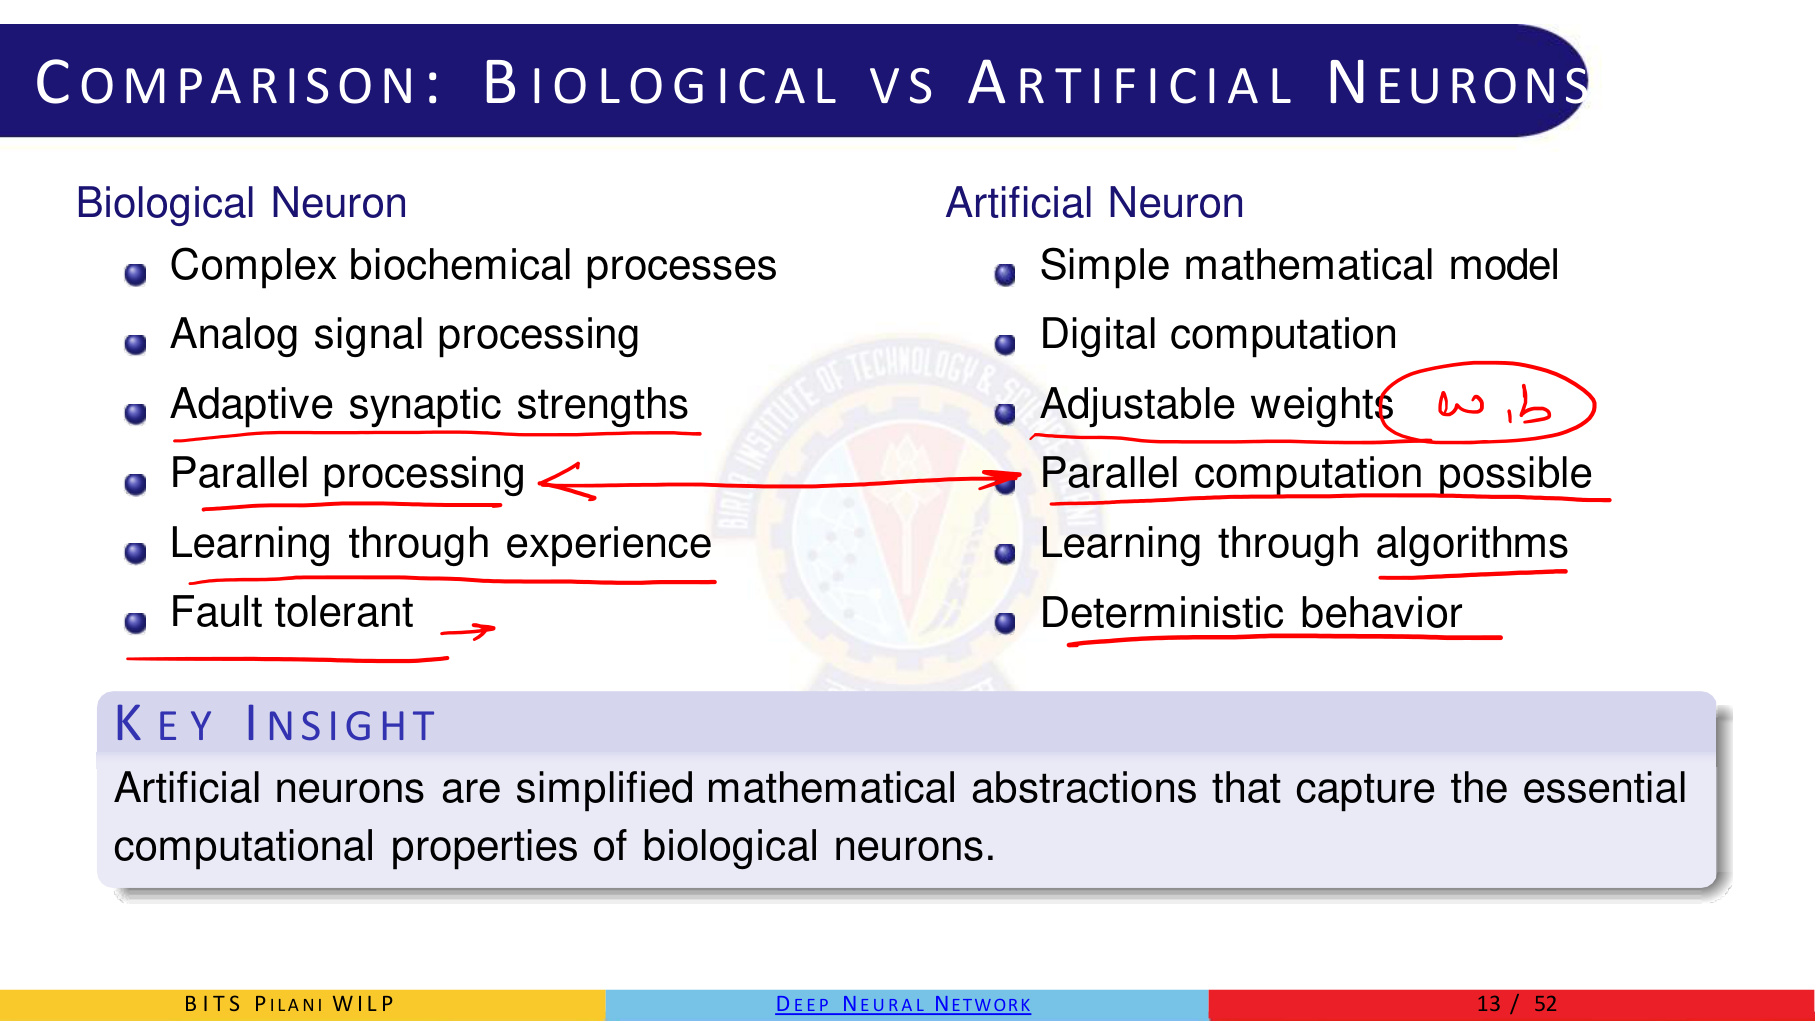 COMPARISON: BIOLOGICAL VS ARTIFICIAL NEURONS
Biological Neuron
Complex biochemical processes
Analog signal processing
Adaptive synaptic strengths
Parallel processing
Learning through experience
Fault tolerant
Artificial Neuron
Simple mathematical model
Digital computation
Adjustable weights w, b
Parallel computation possible
Learning through algorithms
Deterministic behavior
KEY INSIGHT
Artificial neurons are simplified mathematical abstractions that capture the essential
computational properties of biological neurons.
BITS PILANI WILP
DEEP NEURAL NETWORK
13 / 52